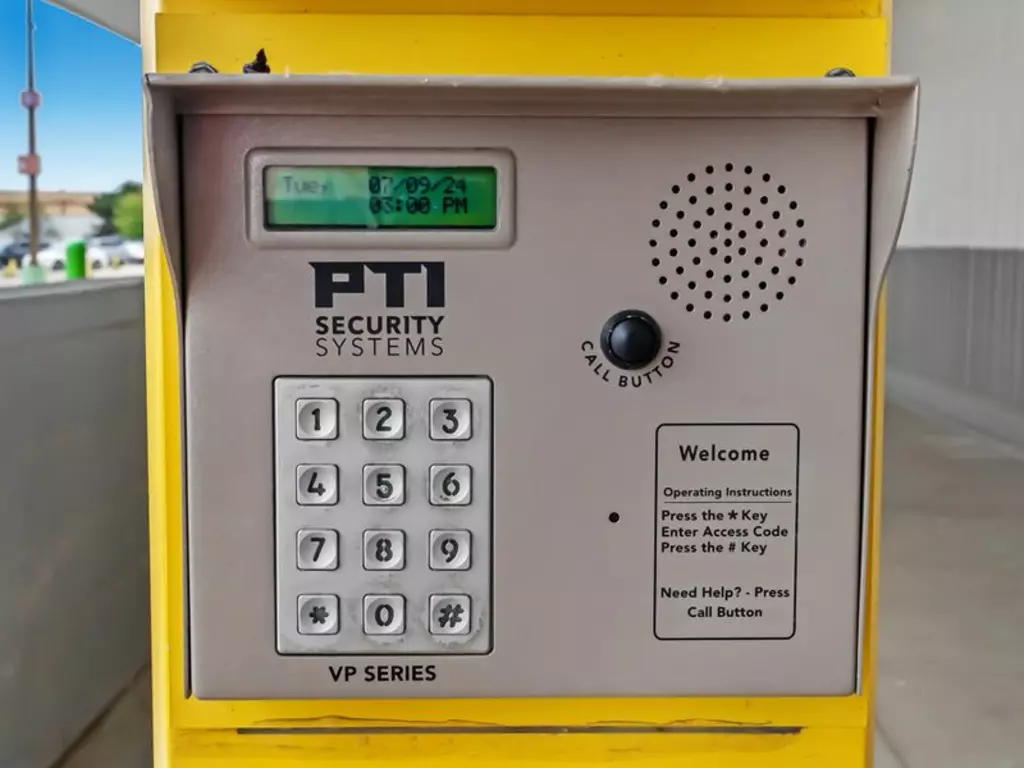 Tue, 07/09/24
03:00 PM
PTI
SECURITY
SYSTEMS
CALL BUTTON
1 2 3
4 5 6
7 8 9
* 0 #
VP SERIES
Welcome
Operating Instructions
Press the * Key
Enter Access Code
Press the # Key
Need Help? - Press
Call Button